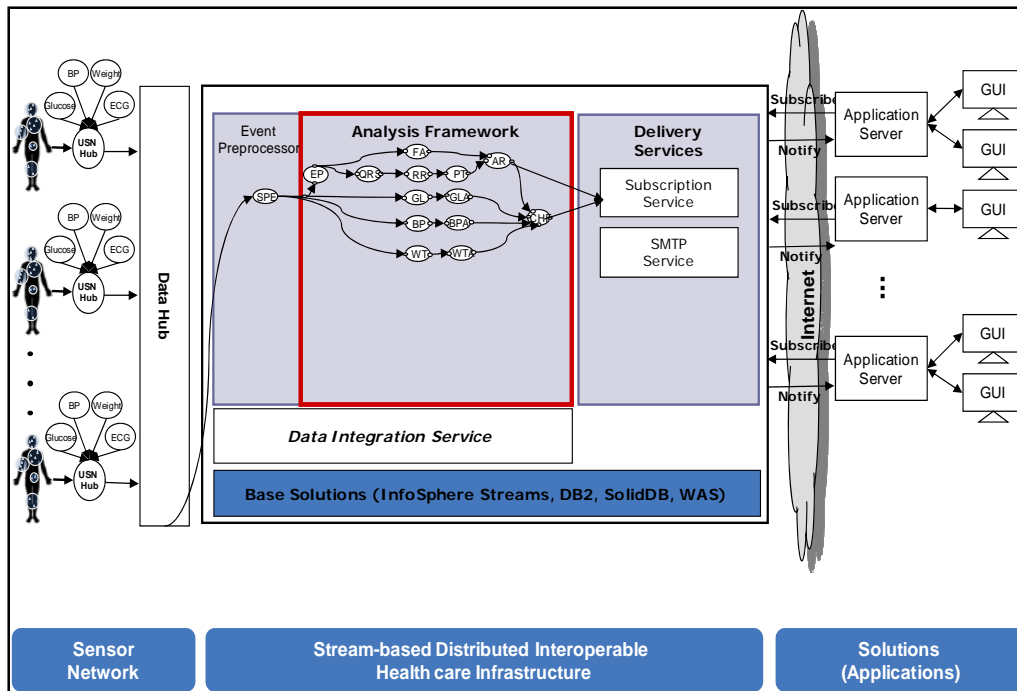 BP
Weight
Glucose
ECG
USN
Hub
BP
Weight
Glucose
ECG
USN
Hub
BP
Weight
Glucose
ECG
USN
Hub
Data Hub
Event
Preprocessor
SPE
Analysis Framework
EP
FA
QRS
RR
PT
AR
GL
GLA
BP
BPA
WT
WTA
Delivery
Services
Subscription
Service
SMTP
Service
Data Integration Service
Base Solutions (InfoSphere Streams, DB2, SolidDB, WAS)
Subscribe
Notify
Subscribe
Notify
Subscribe
Notify
Internet
Application
Server
Application
Server
Application
Server
GUI
GUI
GUI
GUI
GUI
Sensor
Network
Stream-based Distributed Interoperable
Health care Infrastructure
Solutions
(Applications)